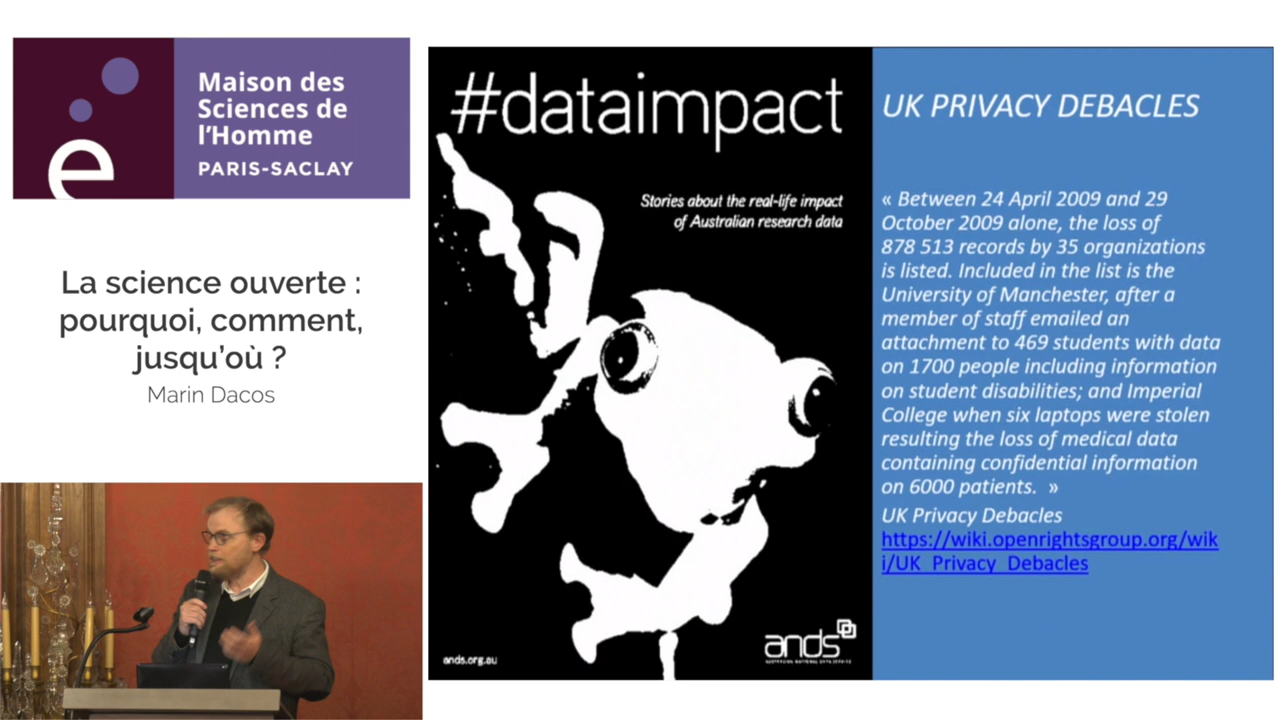 Maison des
Sciences de
l'Homme
PARIS-SACLAY
La science ouverte :
pourquoi, comment,
jusqu'où ?
Marin Dacos
#dataimpact
Stories about the real-life impact
of Australian research data
ands.org.au
ands
UK PRIVACY DEBACLES
« Between 24 April 2009 and 29
October 2009 alone, the loss of
878 513 records by 35 organizations
is listed. Included in the list is the
University of Manchester, after a
member of staff emailed an
attachment to 469 students with data
on 1700 people including information
on student disabilities; and Imperial
College when six laptops were stolen
resulting the loss of medical data
containing confidential information
on 6000 patients. »
UK Privacy Debacles
https://wiki.openrightsgroup.org/wik
i/UK_Privacy_Debacles